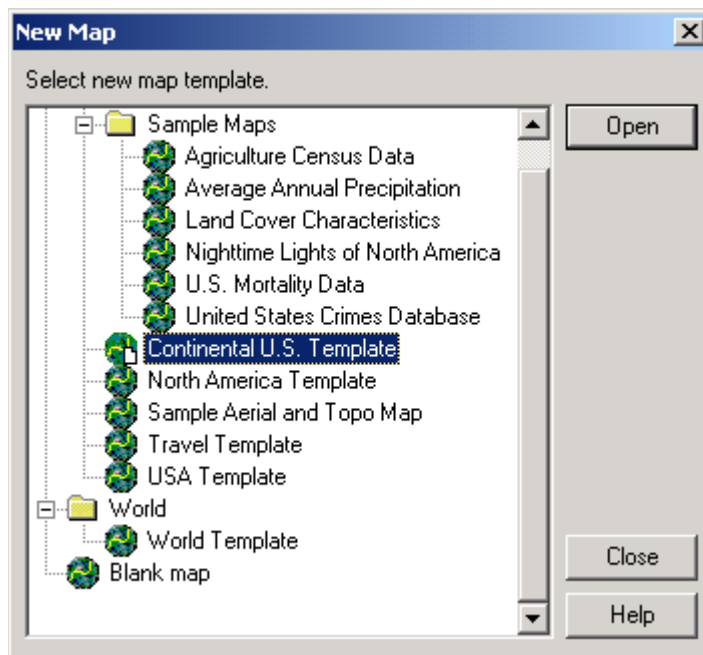 New Map
Select new map template.
Sample Maps
Agriculture Census Data
Average Annual Precipitation
Land Cover Characteristics
Nighttime Lights of North America
U.S. Mortality Data
United States Crimes Database
Continental U.S. Template
North America Template
Sample Aerial and Topo Map
Travel Template
USA Template
World
World Template
Blank map
Open
Close
Help